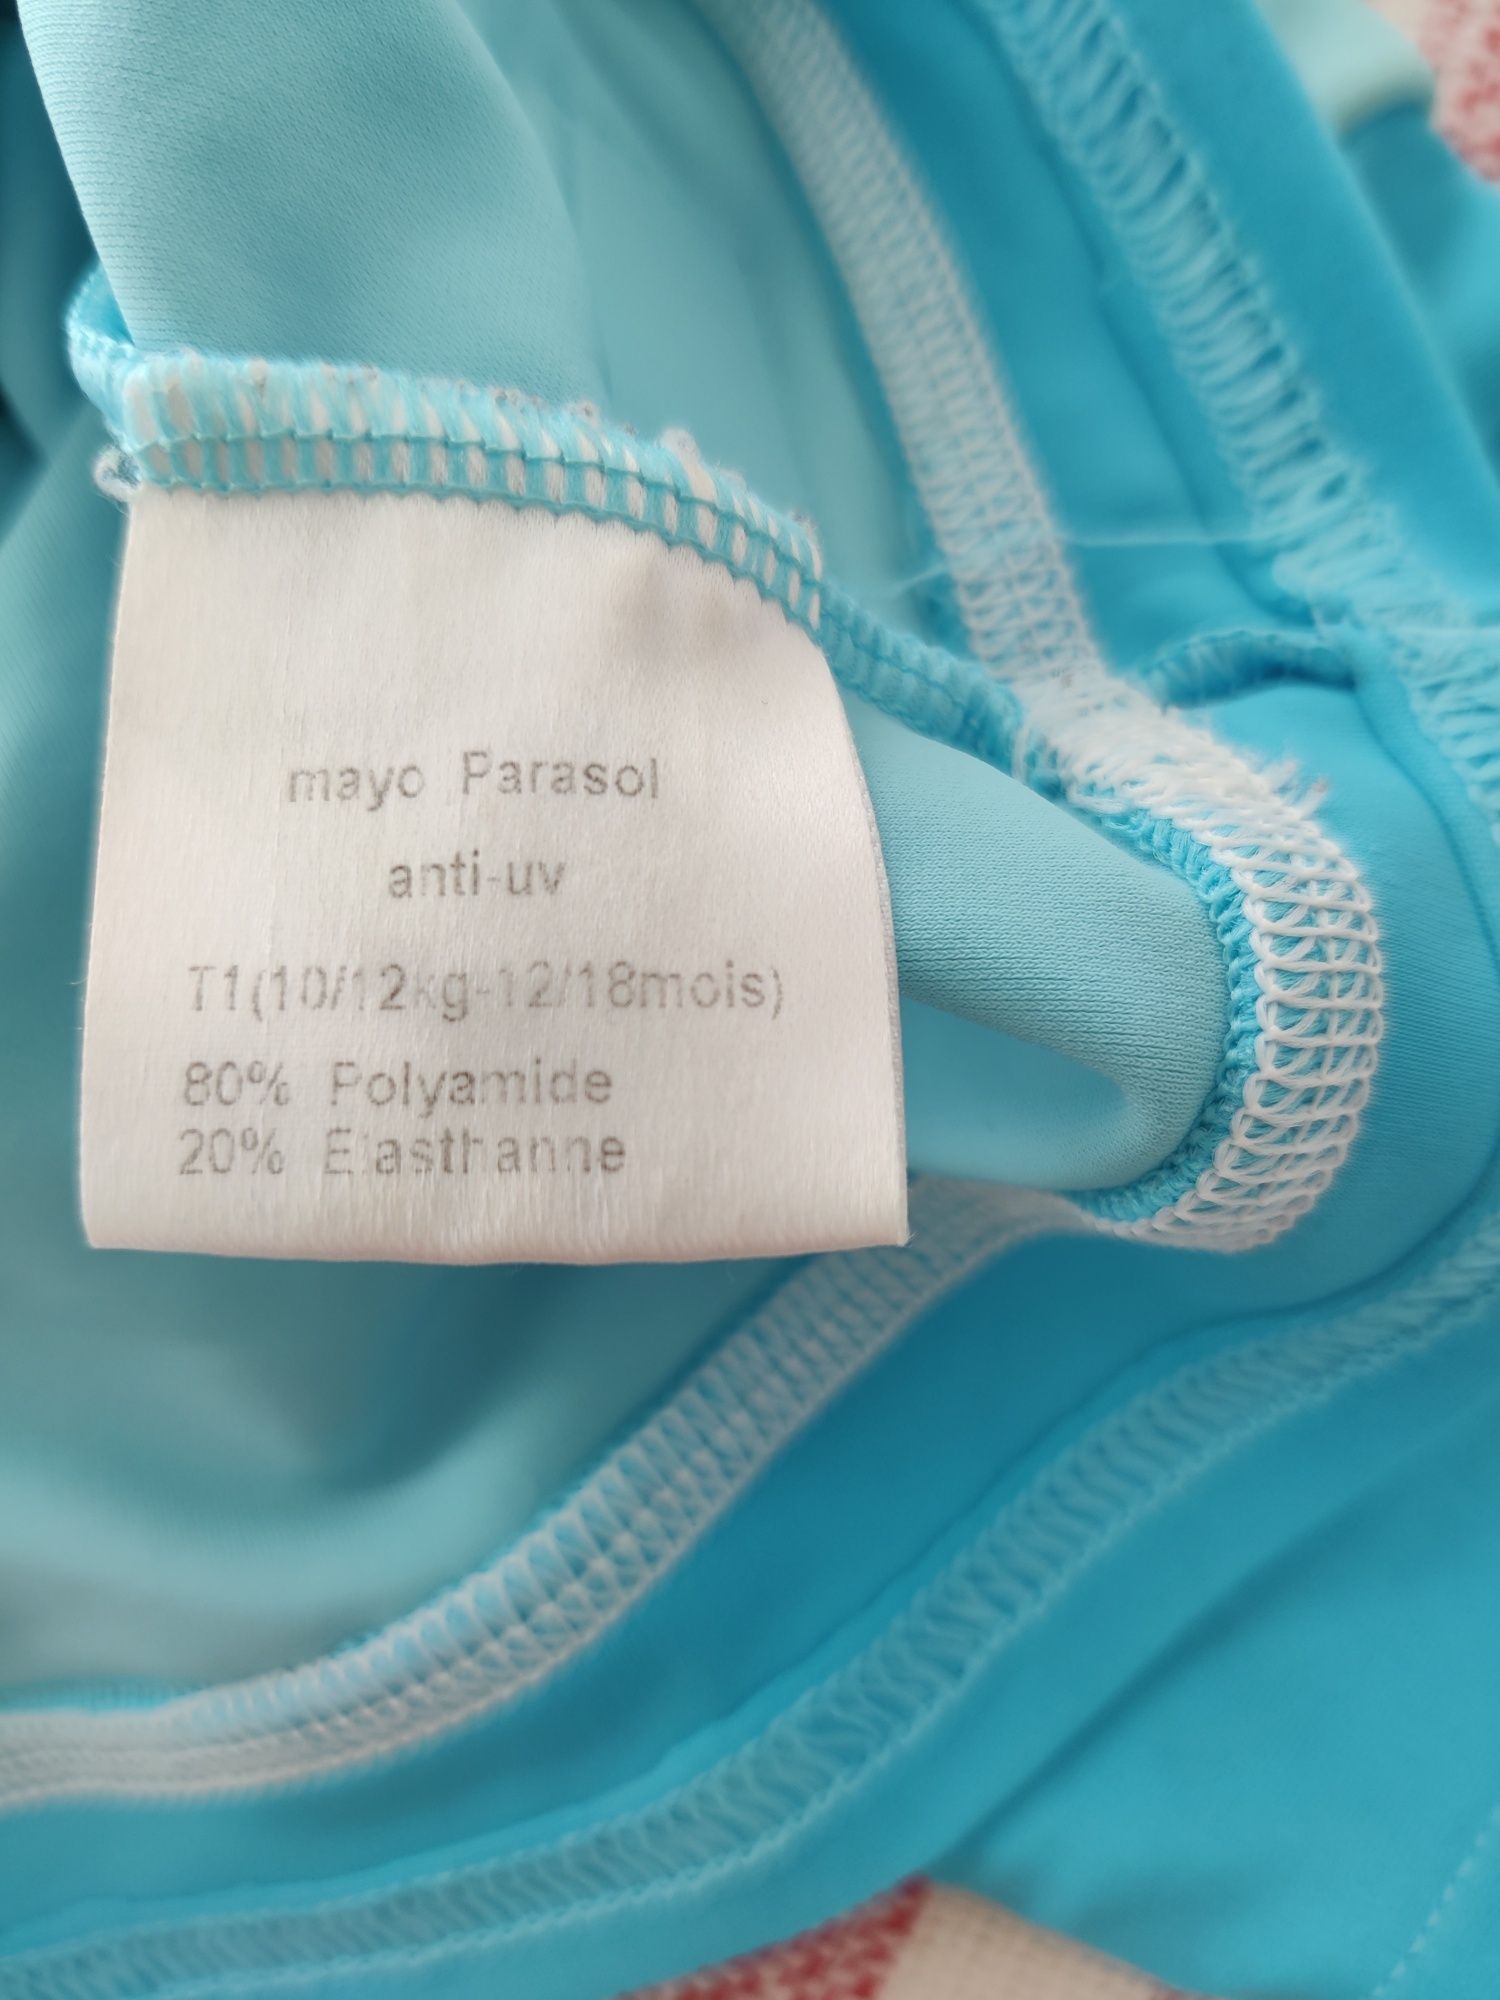 mayo Parasol
anti-uv
T1(10/12kg-12/18mois)
80% Polyamide
20% Elasthanne